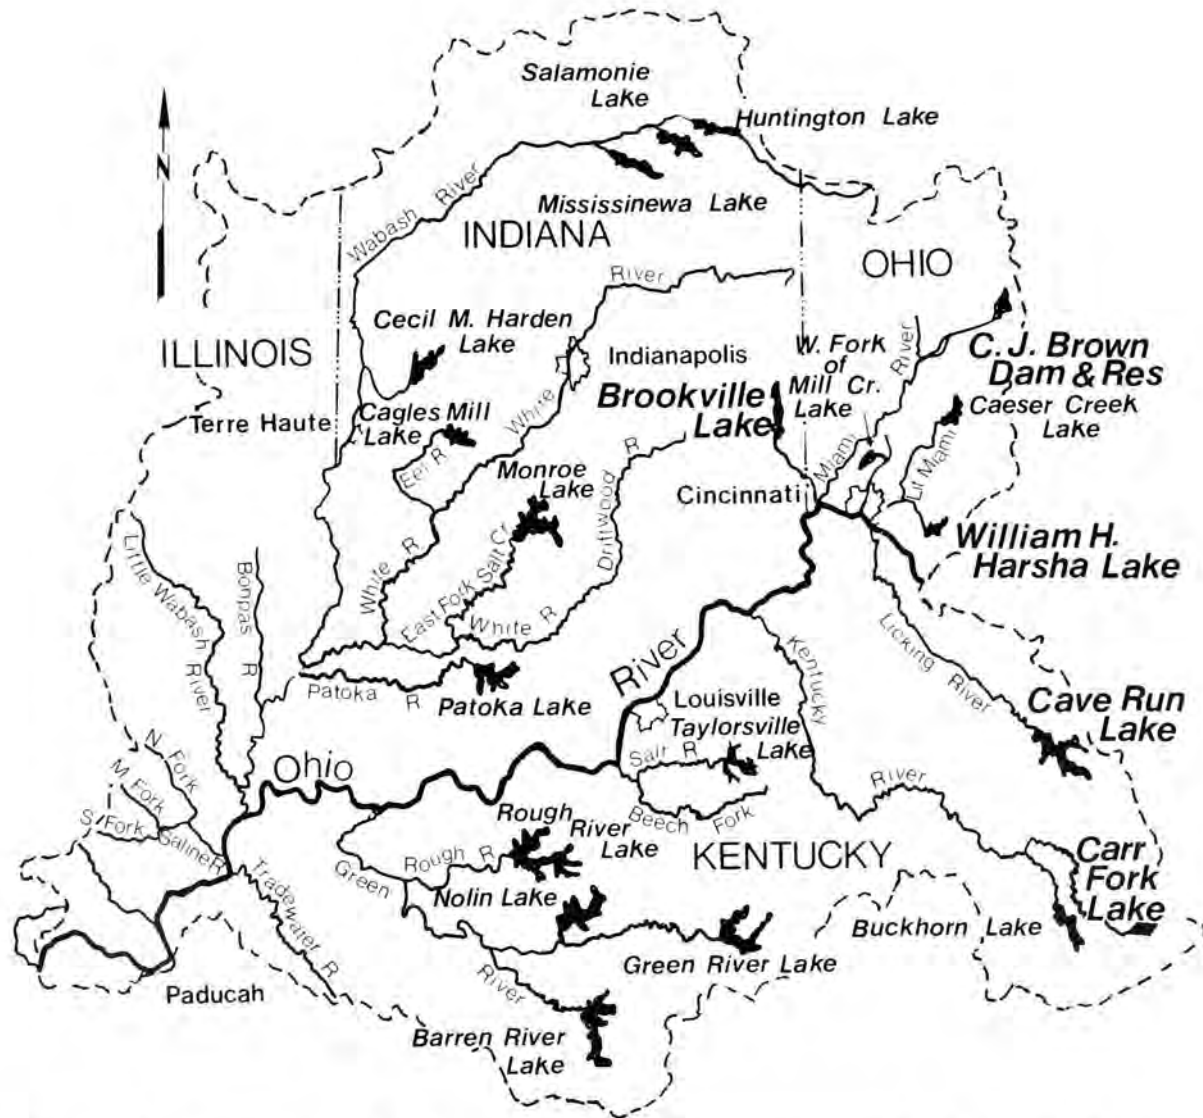 Salamonie
Lake
N
Huntington Lake
Wabash River
Mississinewa Lake
INDIANA
OHIO
River
Cecil M. Harden
Lake
ILLINOIS
Indianapolis
W. Fork
of
Mill Cr.
Lake
River
C.J. Brown
Dam & Res
Brookville
Lake
Caeser Creek
Lake
Terre Haute
Cagles Mill
Lake
White
Eel R
Monroe
Lake
Driftwood R
Cincinnati
Miami
Lit Miami
William H.
Harsha Lake
Little Wabash River
Bonpas R
White R
East Fork Salt Cr
White R
Kentucky
Licking River
River
Patoka R
Patoka Lake
Louisville
Taylorsville
Lake
Cave Run
Lake
N Fork
M Fork
S Fork
Saline R
Ohio
Salt R
Beech Fork
River
Rough
River
Lake
Rough R
Green
KENTUCKY
Carr
Fork
Lake
Nolin Lake
Tradewater R
Buckhorn Lake
Green River Lake
River
Paducah
Barren River
Lake